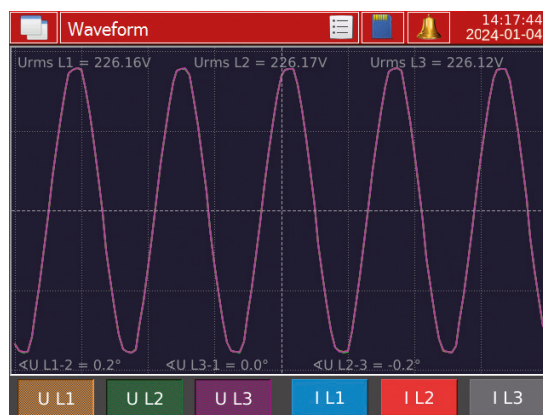 Waveform
14:17:44
2024-01-04
Urms L1 = 226.16V
Urms L2 = 226.17V
Urms L3 = 226.12V
∢U L1-2 = 0.2°
∢U L3-1 = 0.0°
∢U L2-3 = -0.2°
U L1
U L2
U L3
I L1
I L2
I L3